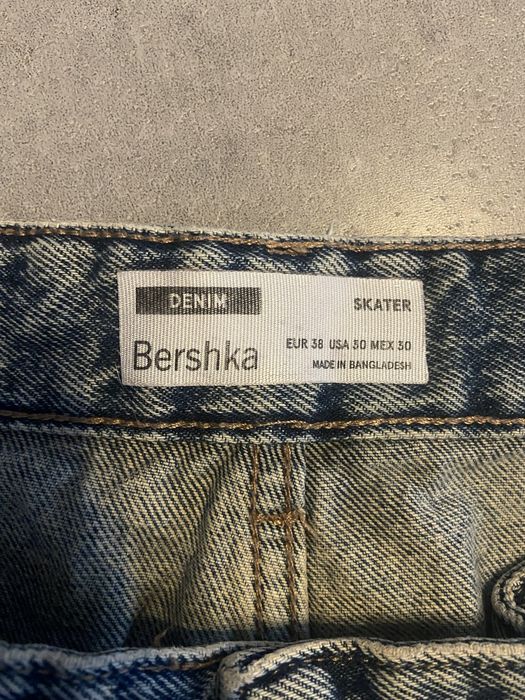 DENIM
SKATER
Bershka
EUR 38 USA 30 MEX 30
MADE IN BANGLADESH